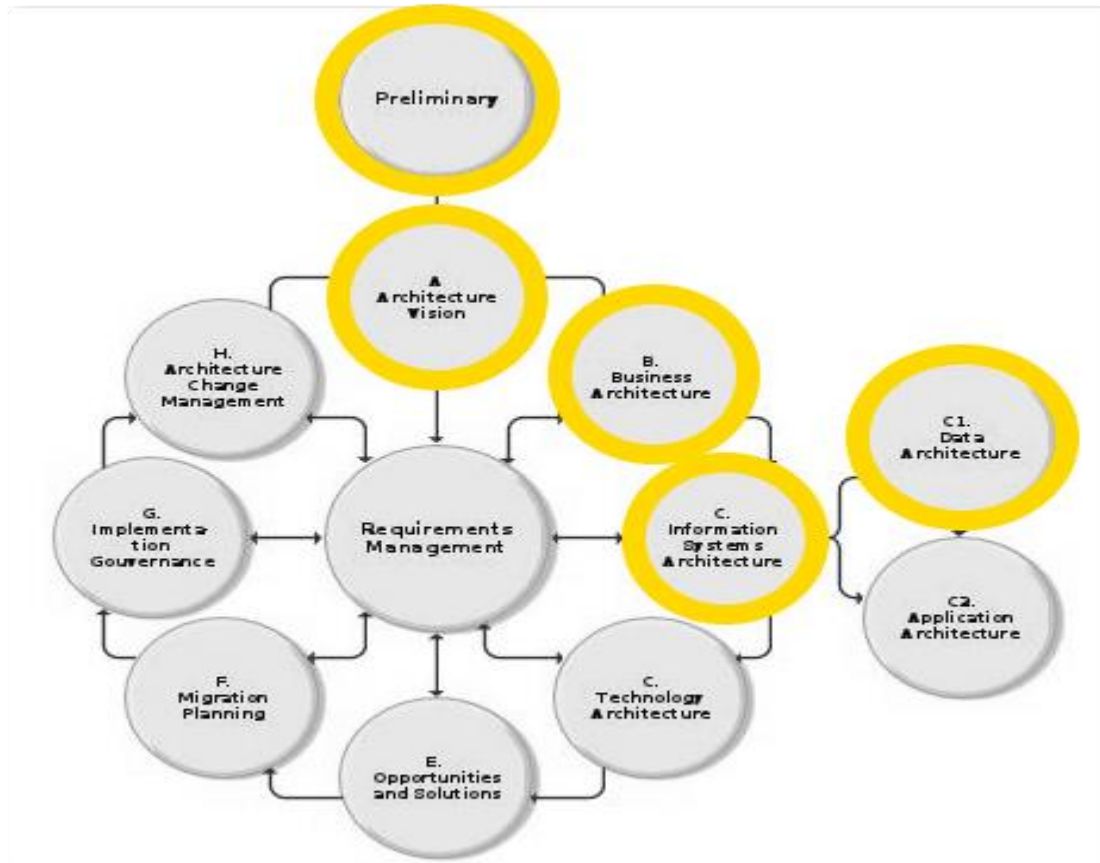 Preliminary
A
Architecture
Vision
H.
Architecture
Change
Management
B.
Business
Architecture
C1.
Data
Architecture
G.
Implementa-
tion
Gouvernance
Requirements
Management
C.
Information
Systems
Architecture
C2.
Application
Architecture
F.
Migration
Planning
C.
Technology
Architecture
E.
Opportunities
and Solutions